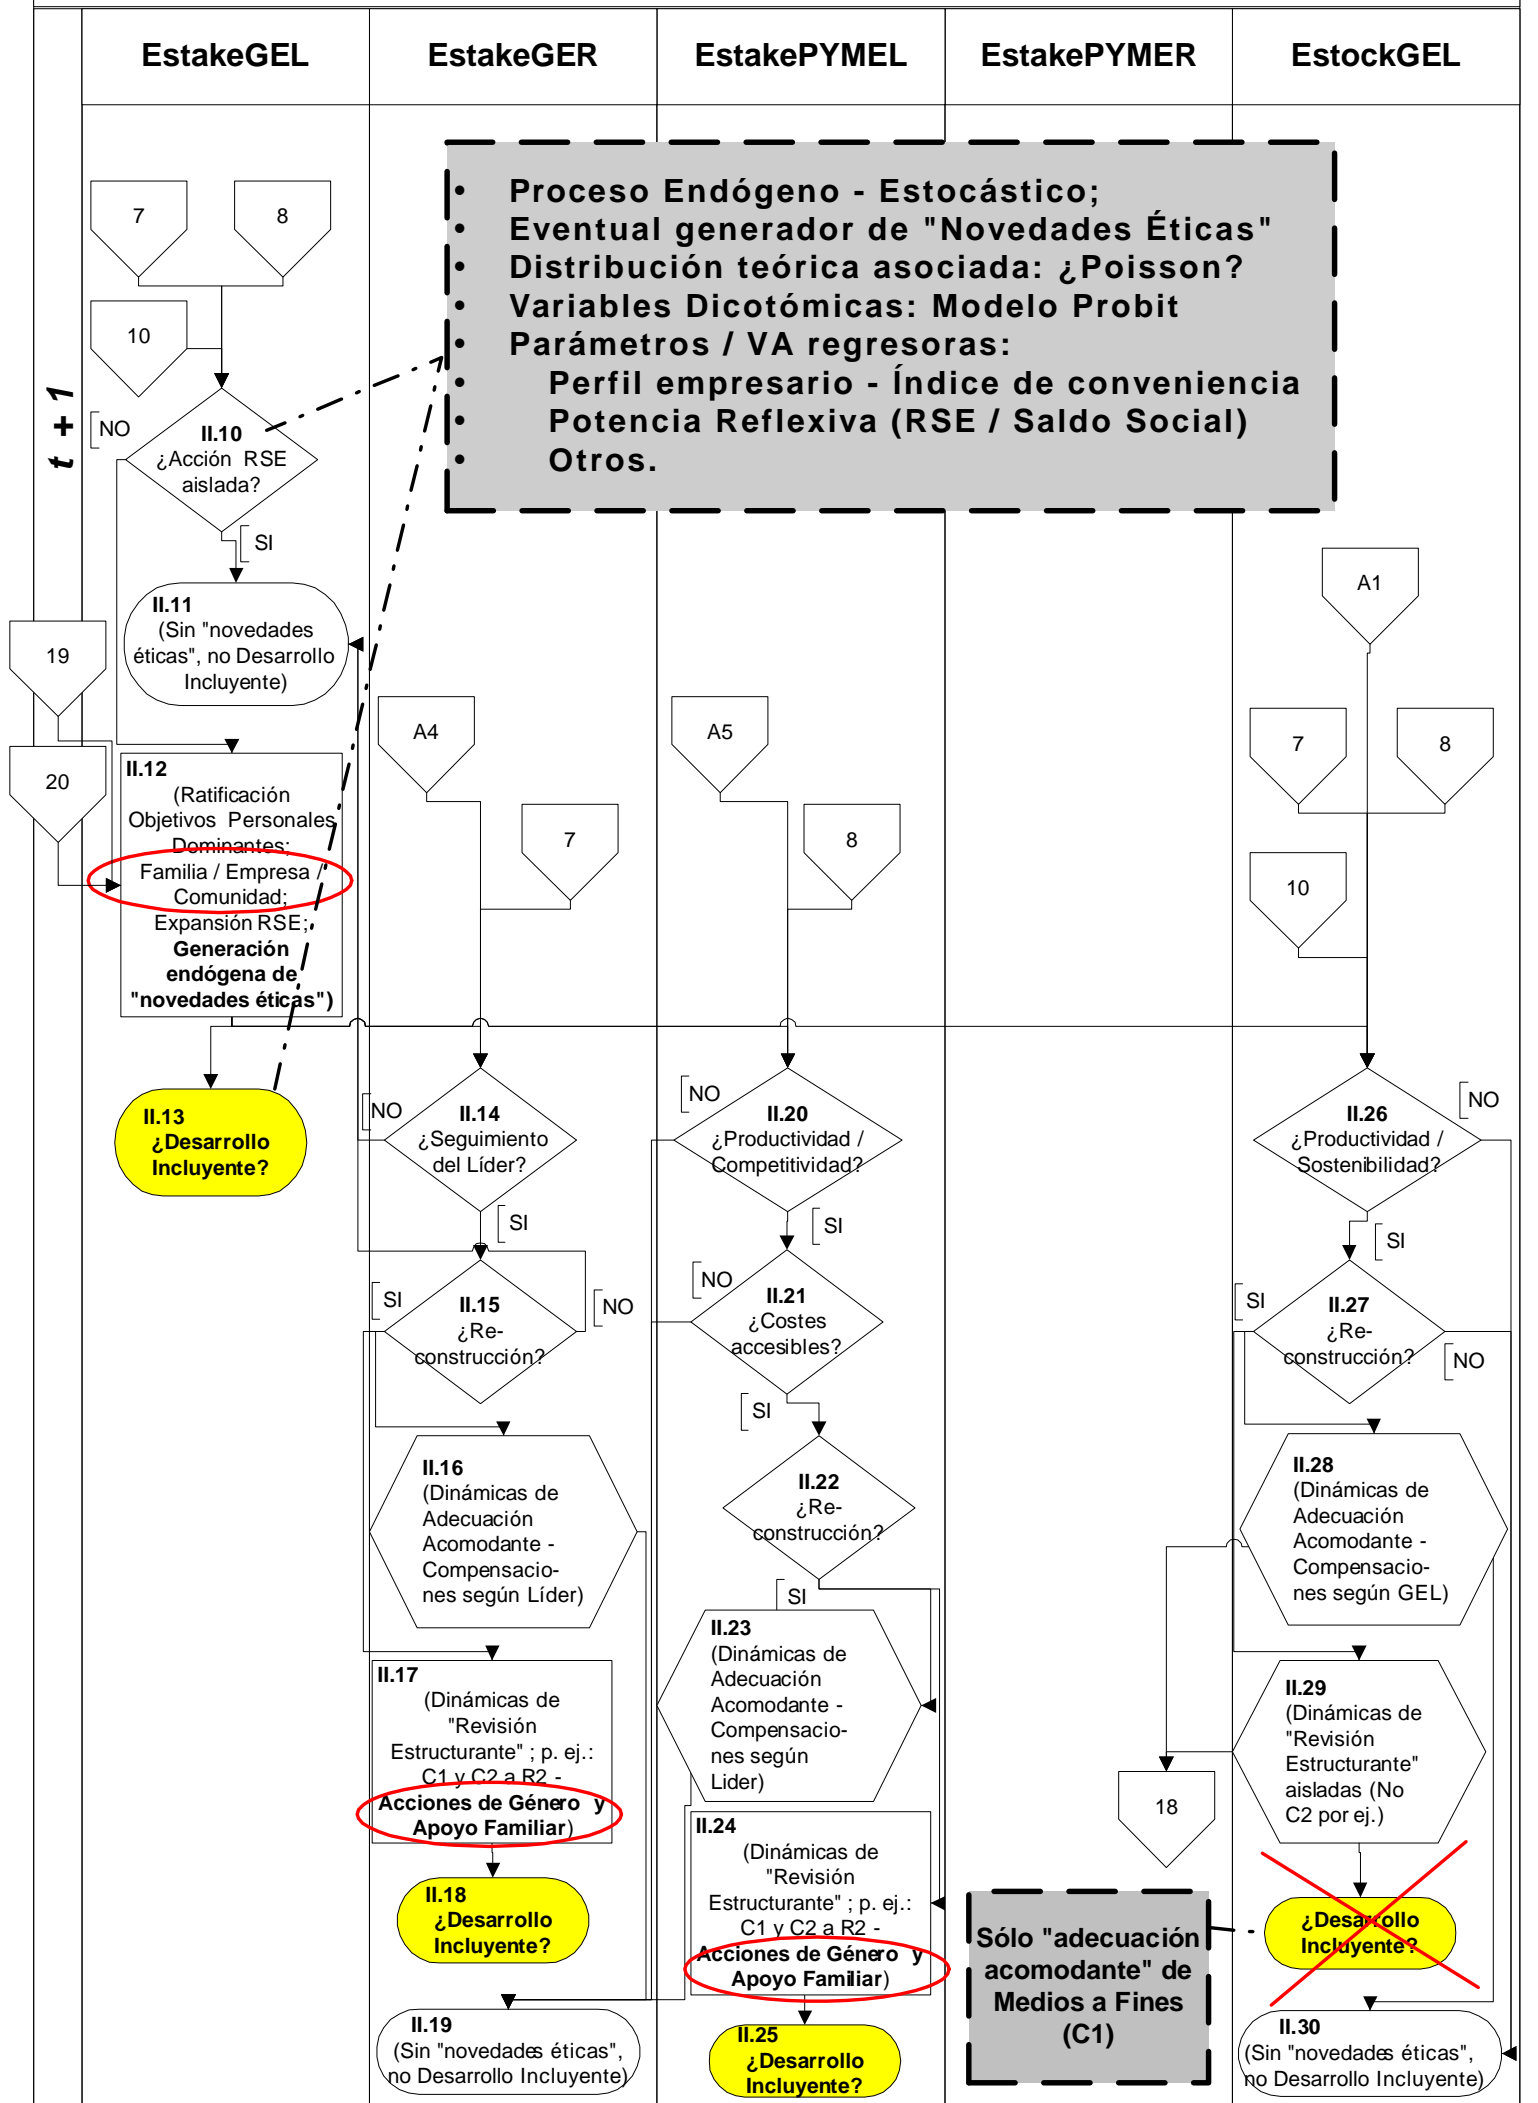 EstakeGEL
EstakeGER
EstakePYMEL
EstakePYMER
EstockGEL
t + 1
7
8
10
• Proceso Endógeno - Estocástico;
• Eventual generador de "Novedades Éticas"
• Distribución teórica asociada: ¿Poisson?
• Variables Dicotómicas: Modelo Probit
• Parámetros / VA regresoras:
• Perfil empresario - Índice de conveniencia
• Potencia Reflexiva (RSE / Saldo Social)
• Otros.
NO
II.10
¿Acción RSE
aislada?
SI
II.11
(Sin "novedades
éticas", no Desarrollo
Incluyente)
19
20
II.12
(Ratificación
Objetivos Personales
Dominantes;
Familia / Empresa /
Comunidad;
Expansión RSE;
Generación
endógena de
"novedades éticas")
II.13
¿Desarrollo
Incluyente?
A4
7
NO
II.14
¿Seguimiento
del Líder?
SI
SI
II.15
¿Re-
construcción?
NO
II.16
(Dinámicas de
Adecuación
Acomodante -
Compensacio-
nes según Líder)
II.17
(Dinámicas de
"Revisión
Estructurante" ; p. ej.:
C1 y C2 a R2 -
Acciones de Género y
Apoyo Familiar)
II.18
¿Desarrollo
Incluyente?
II.19
(Sin "novedades éticas",
no Desarrollo Incluyente)
A5
8
NO
II.20
¿Productividad /
Competitividad?
SI
NO
II.21
¿Costes
accesibles?
SI
II.22
¿Re-
construcción?
SI
II.23
(Dinámicas de
Adecuación
Acomodante -
Compensacio-
nes según
Lider)
II.24
(Dinámicas de
"Revisión
Estructurante" ; p. ej.:
C1 y C2 a R2 -
Acciones de Género y
Apoyo Familiar)
II.25
¿Desarrollo
Incluyente?
18
Sólo "adecuación
acomodante" de
Medios a Fines
(C1)
A1
7
8
10
II.26
¿Productividad /
Sostenibilidad?
NO
SI
SI
II.27
¿Re-
construcción?
NO
II.28
(Dinámicas de
Adecuación
Acomodante -
Compensacio-
nes según GEL)
II.29
(Dinámicas de
"Revisión
Estructurante"
aisladas (No
C2 por ej.)
¿Desarrollo
Incluyente?
II.30
(Sin "novedades éticas",
no Desarrollo Incluyente)